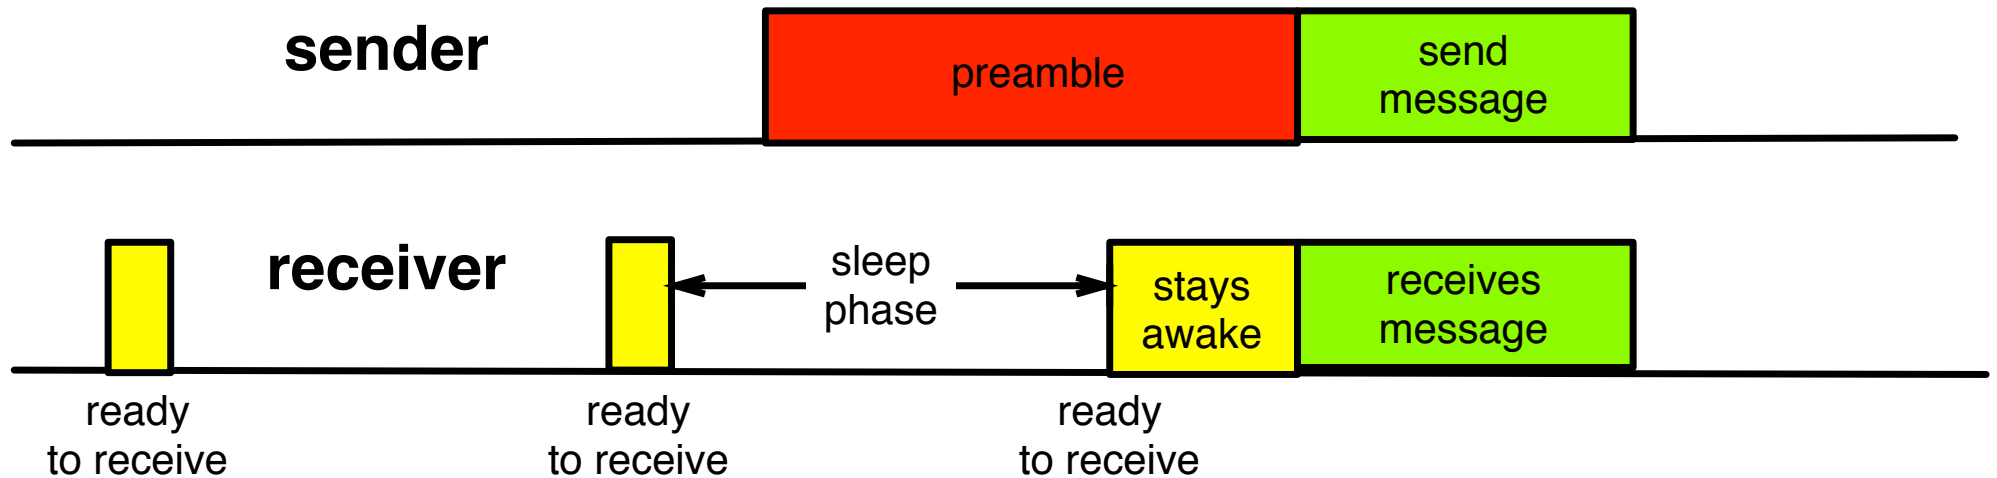 sender
preamble
send
message
receiver
sleep
phase
stays
awake
receives
message
ready
to receive
ready
to receive
ready
to receive